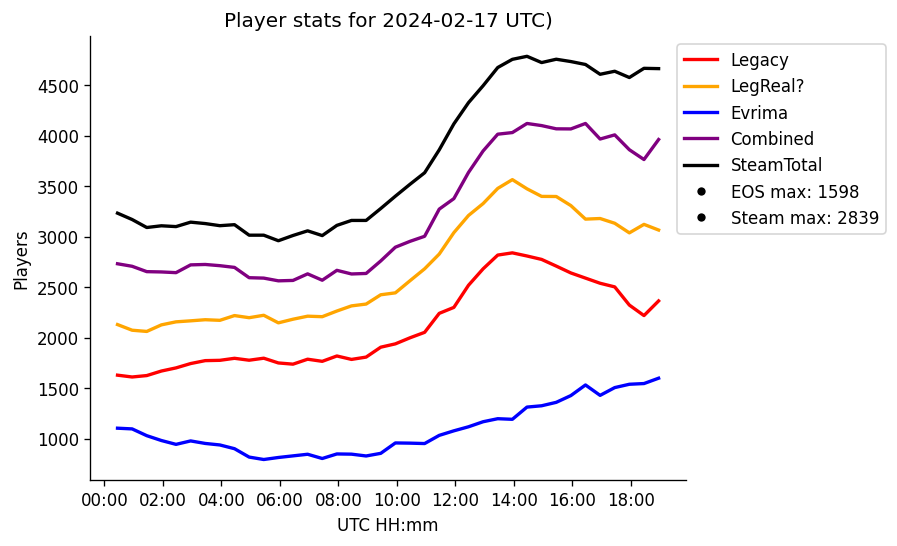 Player stats for 2024-02-17 UTC)
Legacy
LegReal?
Evrima
Combined
SteamTotal
EOS max: 1598
Steam max: 2839
Players
4500
4000
3500
3000
2500
2000
1500
1000
00:00 02:00 04:00 06:00 08:00 10:00 12:00 14:00 16:00 18:00
UTC HH:mm